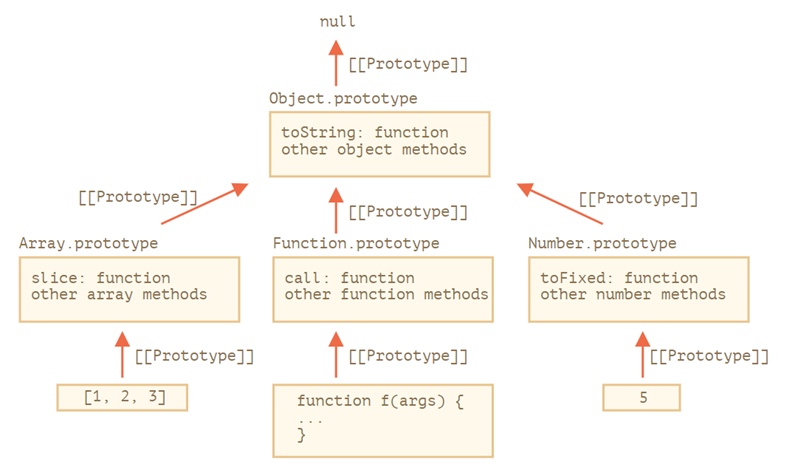 null
[[Prototype]]
Object.prototype
toString: function
other object methods
[[Prototype]]
[[Prototype]]
[[Prototype]]
Array.prototype
Function.prototype
Number.prototype
slice: function
other array methods
call: function
other function methods
toFixed: function
other number methods
[[Prototype]]
[[Prototype]]
[[Prototype]]
[1, 2, 3]
function f(args) {
...
}
5